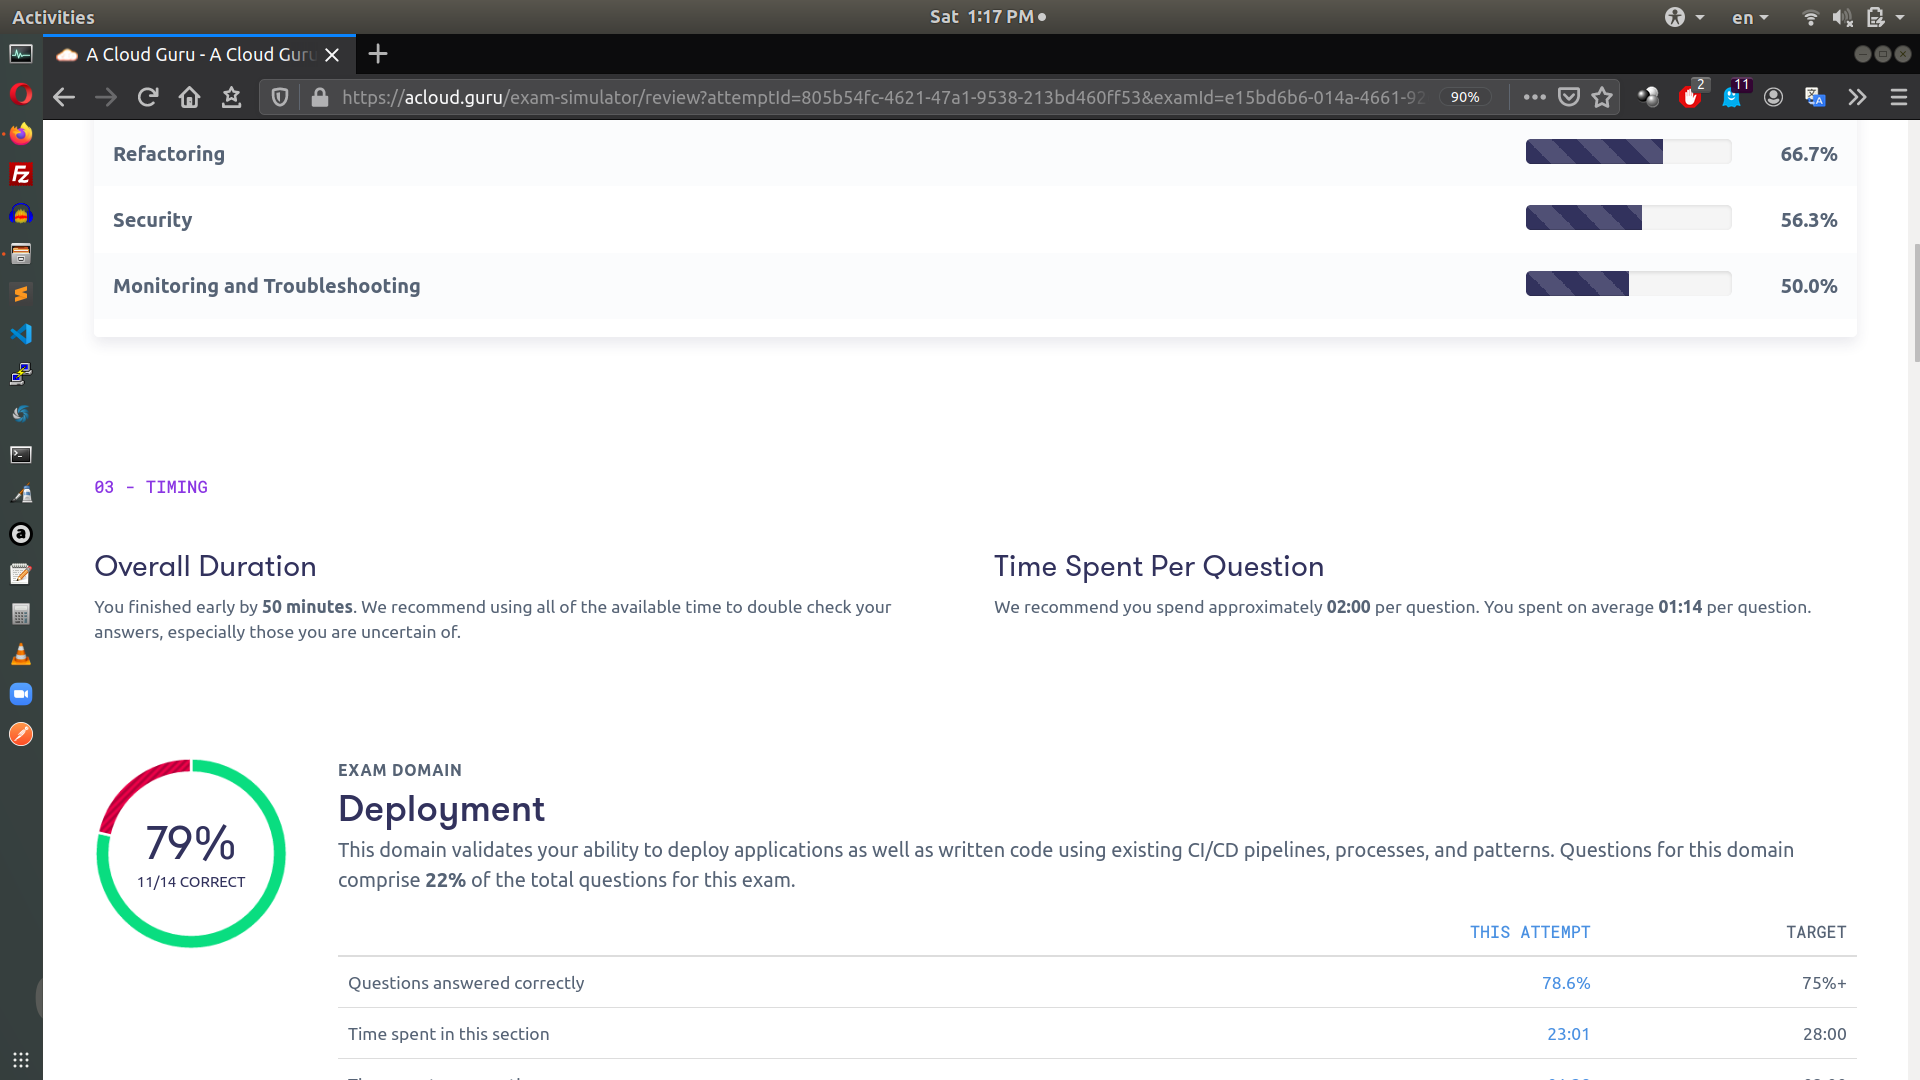 Activities
Sat 1:17 PM
en
A Cloud Guru - A Cloud Guru
https://acloud.guru/exam-simulator/review?attemptId=805b54fc-4621-47a1-9538-213bd460ff53&examId=e15bd6b6-014a-4661-92
90%
2
11
Refactoring
66.7%
Security
56.3%
Monitoring and Troubleshooting
50.0%
03 - TIMING
Overall Duration
You finished early by 50 minutes. We recommend using all of the available time to double check your
answers, especially those you are uncertain of.
Time Spent Per Question
We recommend you spend approximately 02:00 per question. You spent on average 01:14 per question.
79%
11/14 CORRECT
EXAM DOMAIN
Deployment
This domain validates your ability to deploy applications as well as written code using existing CI/CD pipelines, processes, and patterns. Questions for this domain
comprise 22% of the total questions for this exam.
THIS ATTEMPT
TARGET
Questions answered correctly
78.6%
75%+
Time spent in this section
23:01
28:00